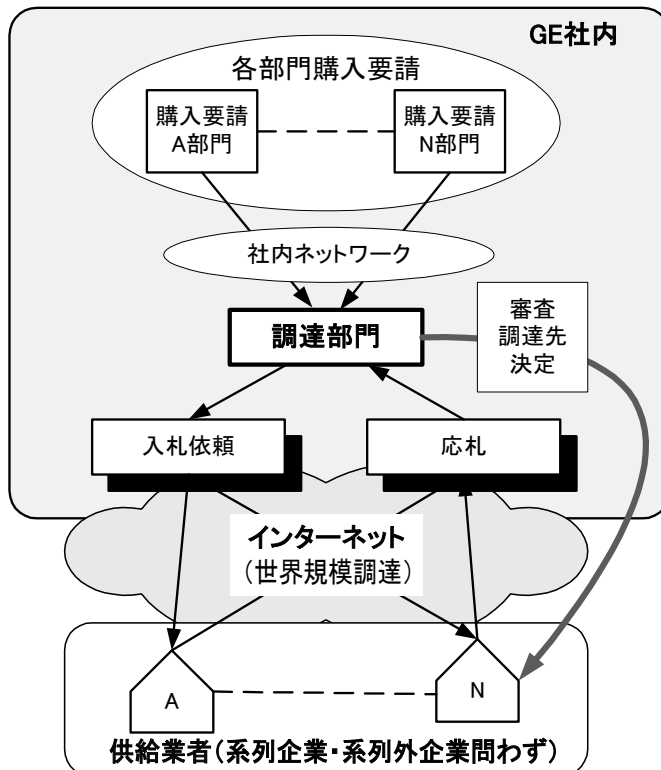 GE社内
各部門購入要請
購入要請
A部門
購入要請
N部門
社内ネットワーク
調達部門
審査
調達先
決定
入札依頼
応札
インターネット
（世界規模調達）
A
N
供給業者（系列企業・系列外企業問わず）